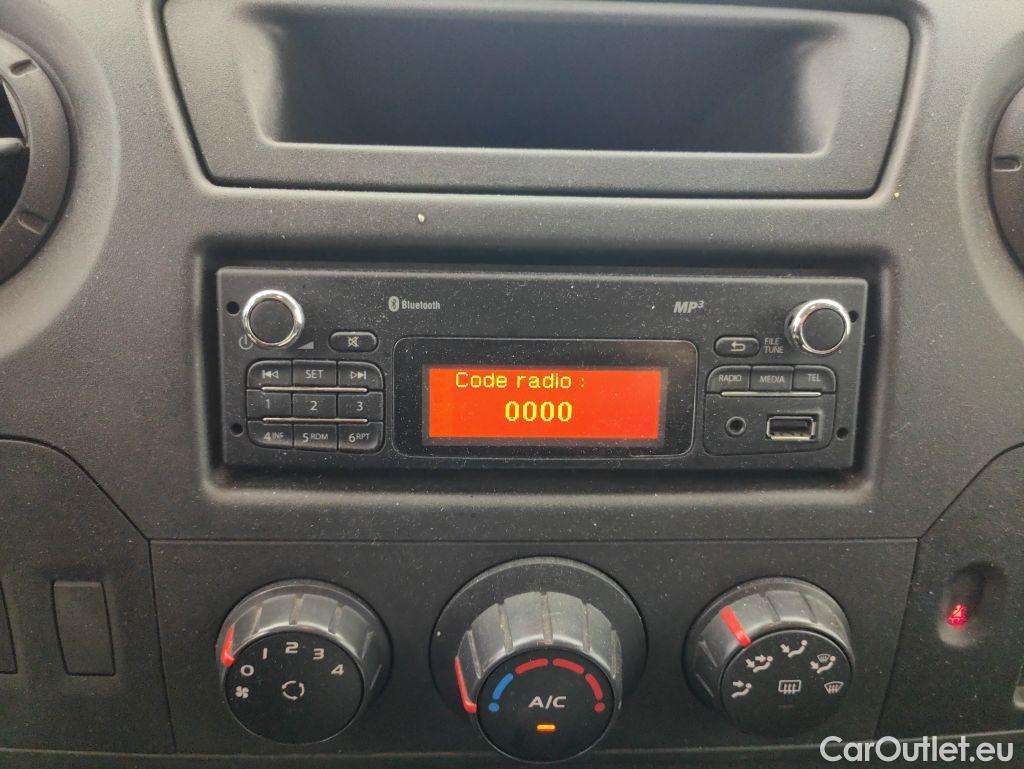 Bluetooth
MP3
SET
FILE
TUNE
Code radio :
0000
RADIO MEDIA TEL
1 2 3
4INF 5RDM 6RPT
0 1 2 3 4
A/C
CarOutlet.eu